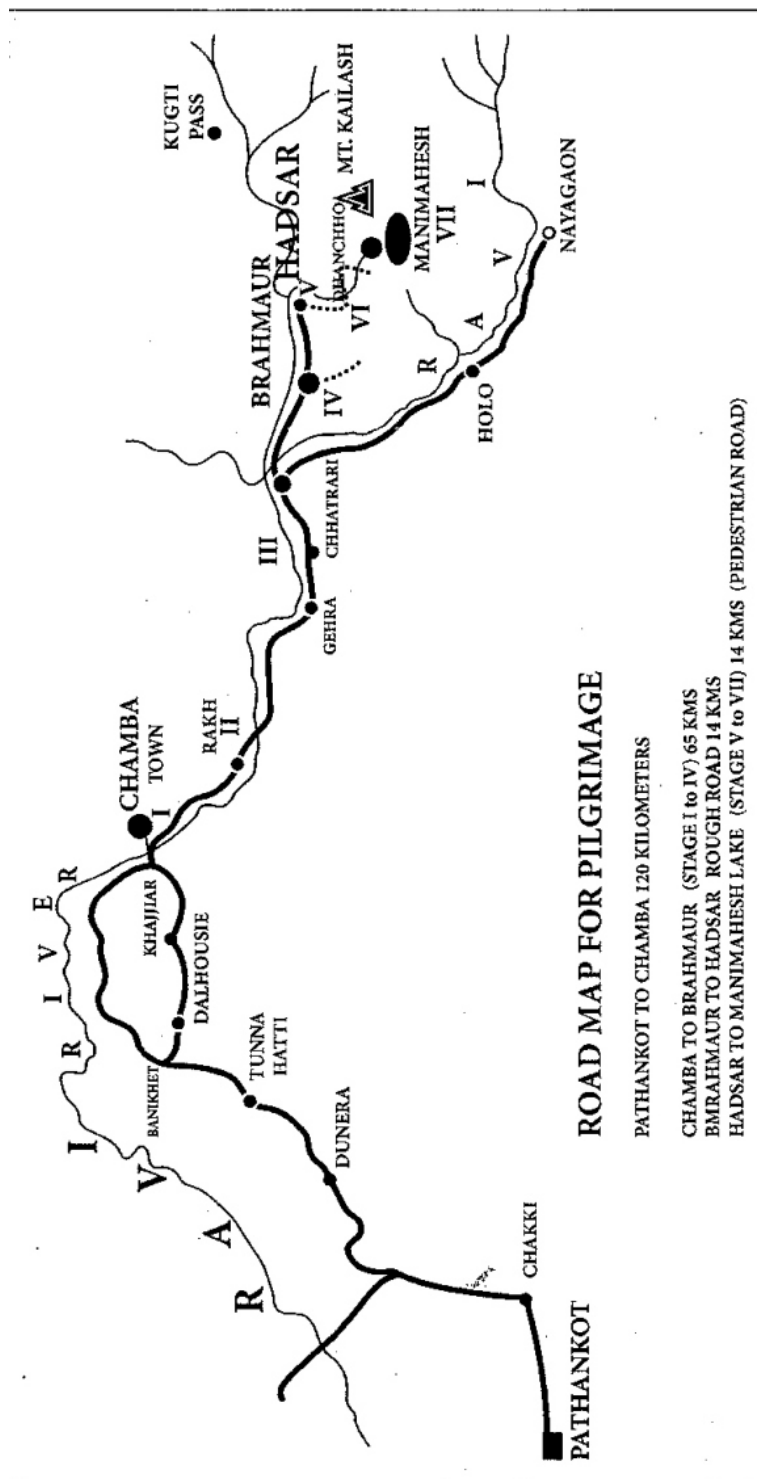 KUGTI
PASS
HADSAR
MT. KAILASH
BRAHMAUR
V
DHANCHHO
VI
MANIMAHESH
VII
IV
R A V I
NAYAGAON
HOLO
III
CHHATRARI
GEHRA
CHAMBA
TOWN
I
RAKH
II
R A V I R I V E R
KHAJJIAR
DALHOUSIE
BANIKHET
TUNNA
HATTI
DUNERA
CHAKKI
PATHANKOT
ROAD MAP FOR PILGRIMAGE
PATHANKOT TO CHAMBA 120 KILOMETERS
CHAMBA TO BRAHMAUR (STAGE I to IV) 65 KMS
BMRAHMAUR TO HADSAR ROUGH ROAD 14 KMS
HADSAR TO MANIMAHESH LAKE (STAGE V to VII) 14 KMS (PEDESTRIAN ROAD)